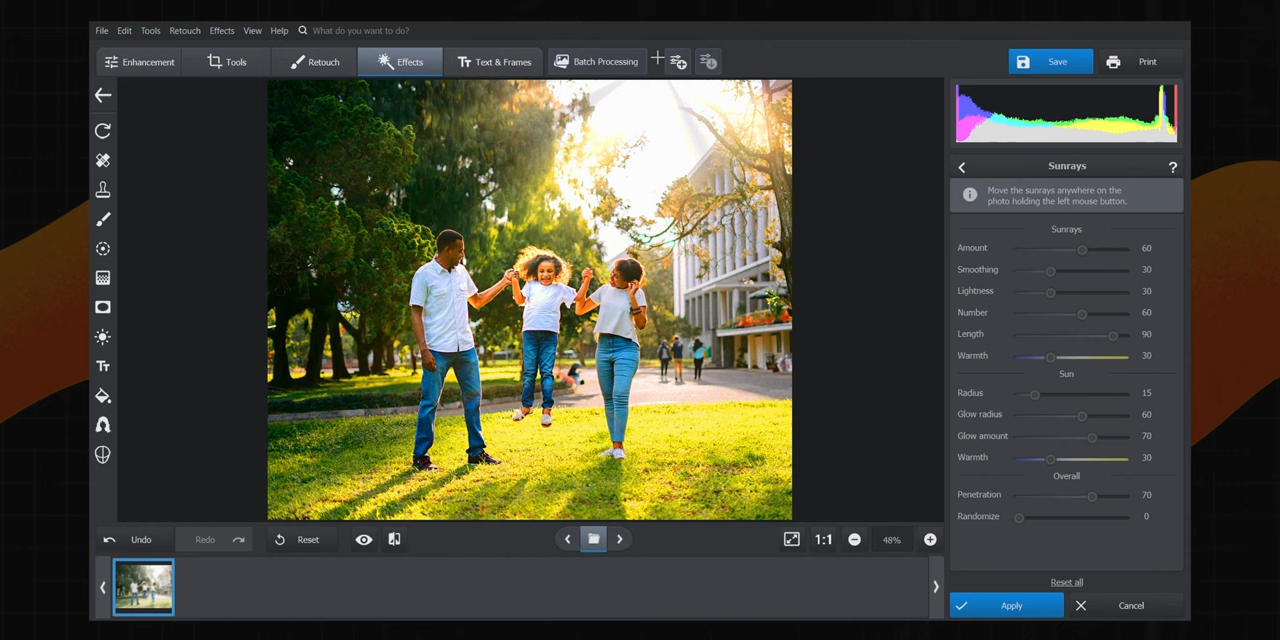 File Edit Tools Retouch Effects View Help What do you want to do?
Enhancement Tools Retouch Effects Text & Frames Batch Processing Save Print
Sunrays ?
Move the sunrays anywhere on the
photo holding the left mouse button.
Sunrays
Amount 60
Smoothing 30
Lightness 30
Number 60
Length 90
Warmth 30
Sun
Radius 15
Glow radius 60
Glow amount 70
Warmth 30
Overall
Penetration 70
Randomize 0
Tт
Undo Redo Reset 1:1 48%
Reset all
Apply Cancel